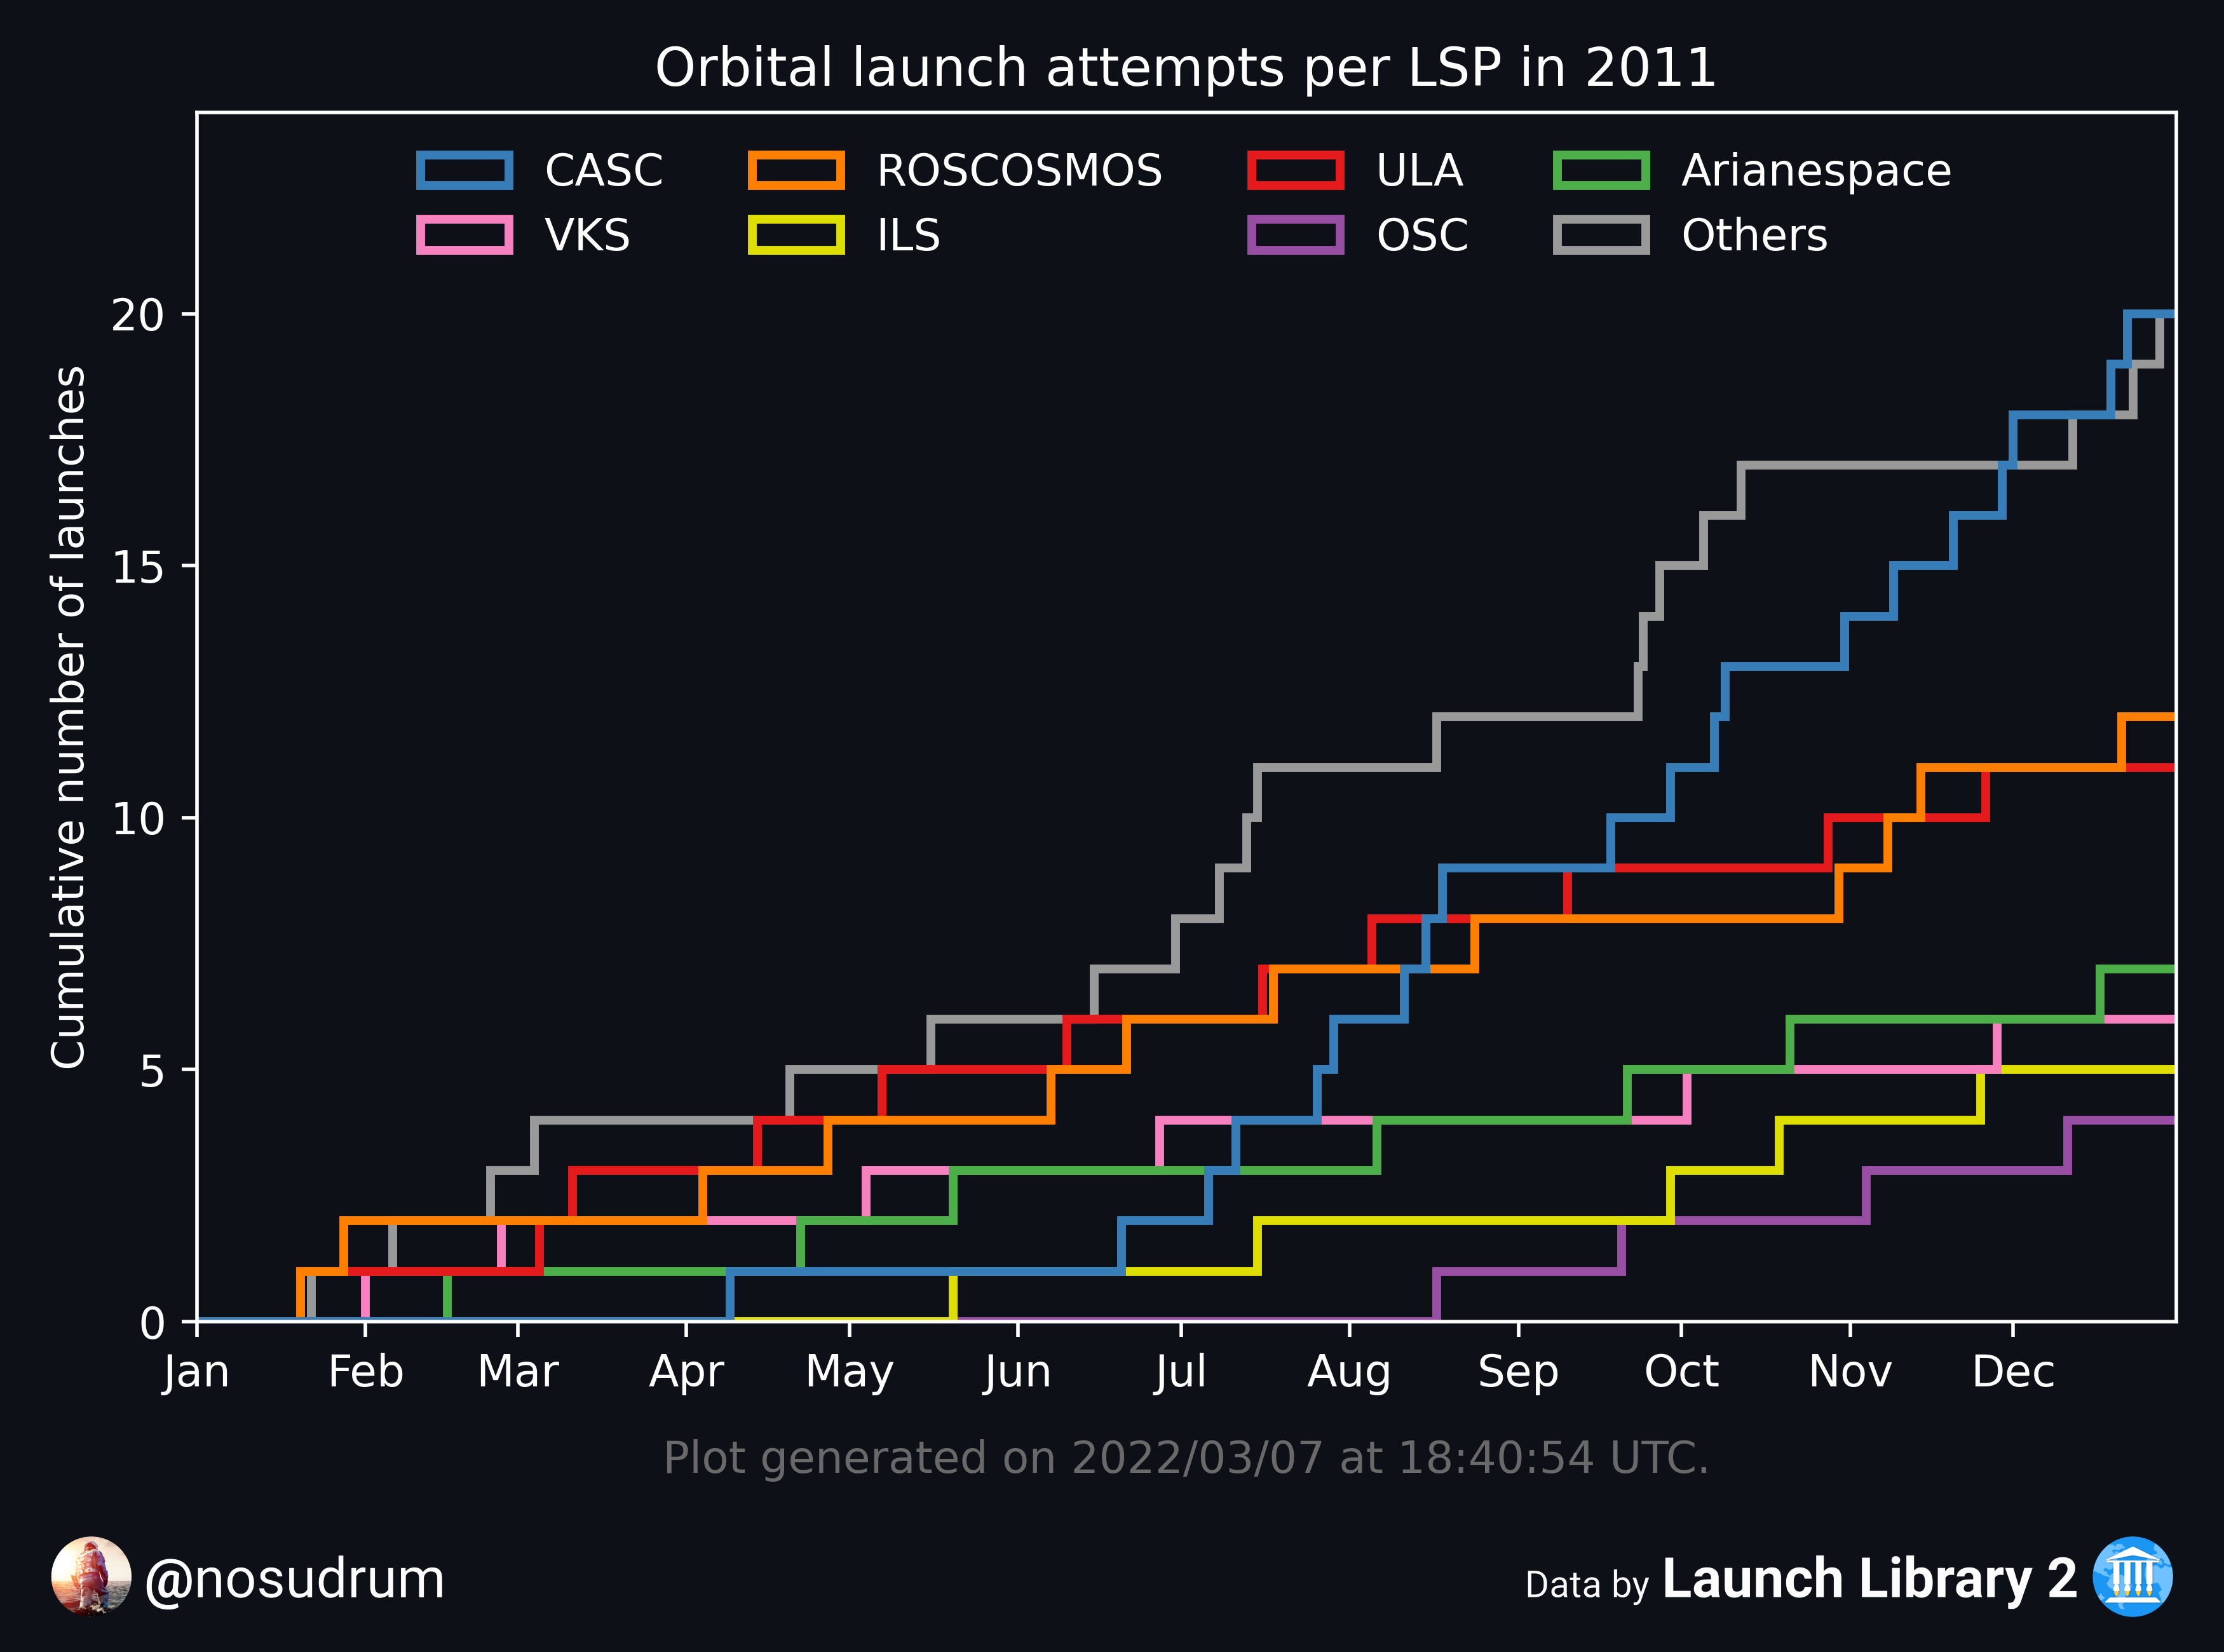 Orbital launch attempts per LSP in 2011
CASC ROSCOSMOS ULA Arianespace
VKS ILS OSC Others
Cumulative number of launches
20
15
10
5
0
Jan Feb Mar Apr May Jun Jul Aug Sep Oct Nov Dec
Plot generated on 2022/03/07 at 18:40:54 UTC.
@nosudrum
Data by Launch Library 2